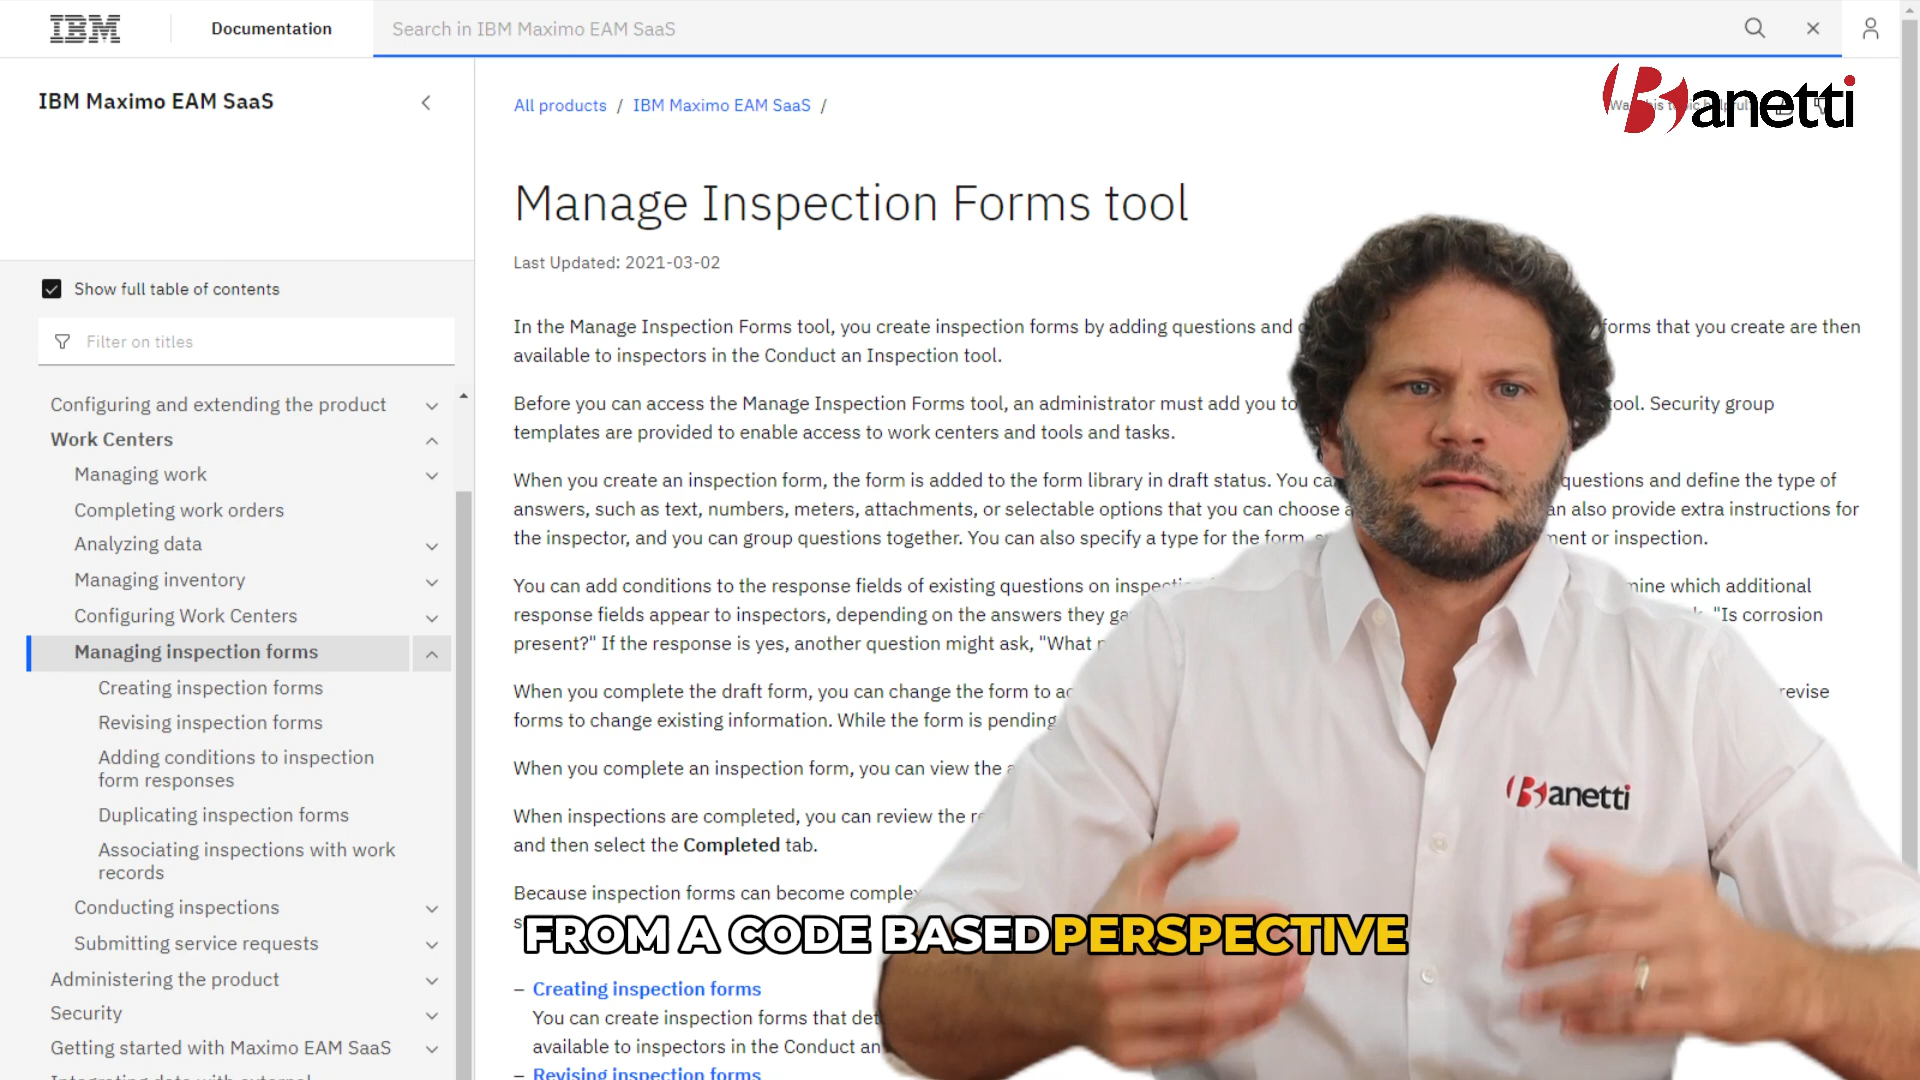 IBM
Documentation
Search in IBM Maximo EAM SaaS
IBM Maximo EAM SaaS
All products / IBM Maximo EAM SaaS /
Banetti
Manage Inspection Forms tool
Last Updated: 2021-03-02
Show full table of contents
Filter on titles
Configuring and extending the product
Work Centers
Managing work
Completing work orders
Analyzing data
Managing inventory
Configuring Work Centers
Managing inspection forms
Creating inspection forms
Revising inspection forms
Adding conditions to inspection
form responses
Duplicating inspection forms
Associating inspections with work
records
Conducting inspections
Submitting service requests
Administering the product
Security
Getting started with Maximo EAM SaaS
In the Manage Inspection Forms tool, you create inspection forms by adding questions and forms that you create are then
available to inspectors in the Conduct an Inspection tool.
Before you can access the Manage Inspection Forms tool, an administrator must add you to tool. Security group
templates are provided to enable access to work centers and tools and tasks.
When you create an inspection form, the form is added to the form library in draft status. You questions and define the type of
answers, such as text, numbers, meters, attachments, or selectable options that you can choose also provide extra instructions for
the inspector, and you can group questions together. You can also specify a type for the form or inspection.
You can add conditions to the response fields of existing questions on which additional
response fields appear to inspectors, depending on the answers they "Is corrosion
present?" If the response is yes, another question might ask, "What
When you complete the draft form, you can change the form to revise
forms to change existing information. While the form is pending
When you complete an inspection form, you can view the
When inspections are completed, you can review the
and then select the Completed tab.
Because inspection forms can become complex
FROM A CODE BASED PERSPECTIVE
– Creating inspection forms
You can create inspection forms that
available to inspectors in the Conduct
– Revising inspection forms
Banetti